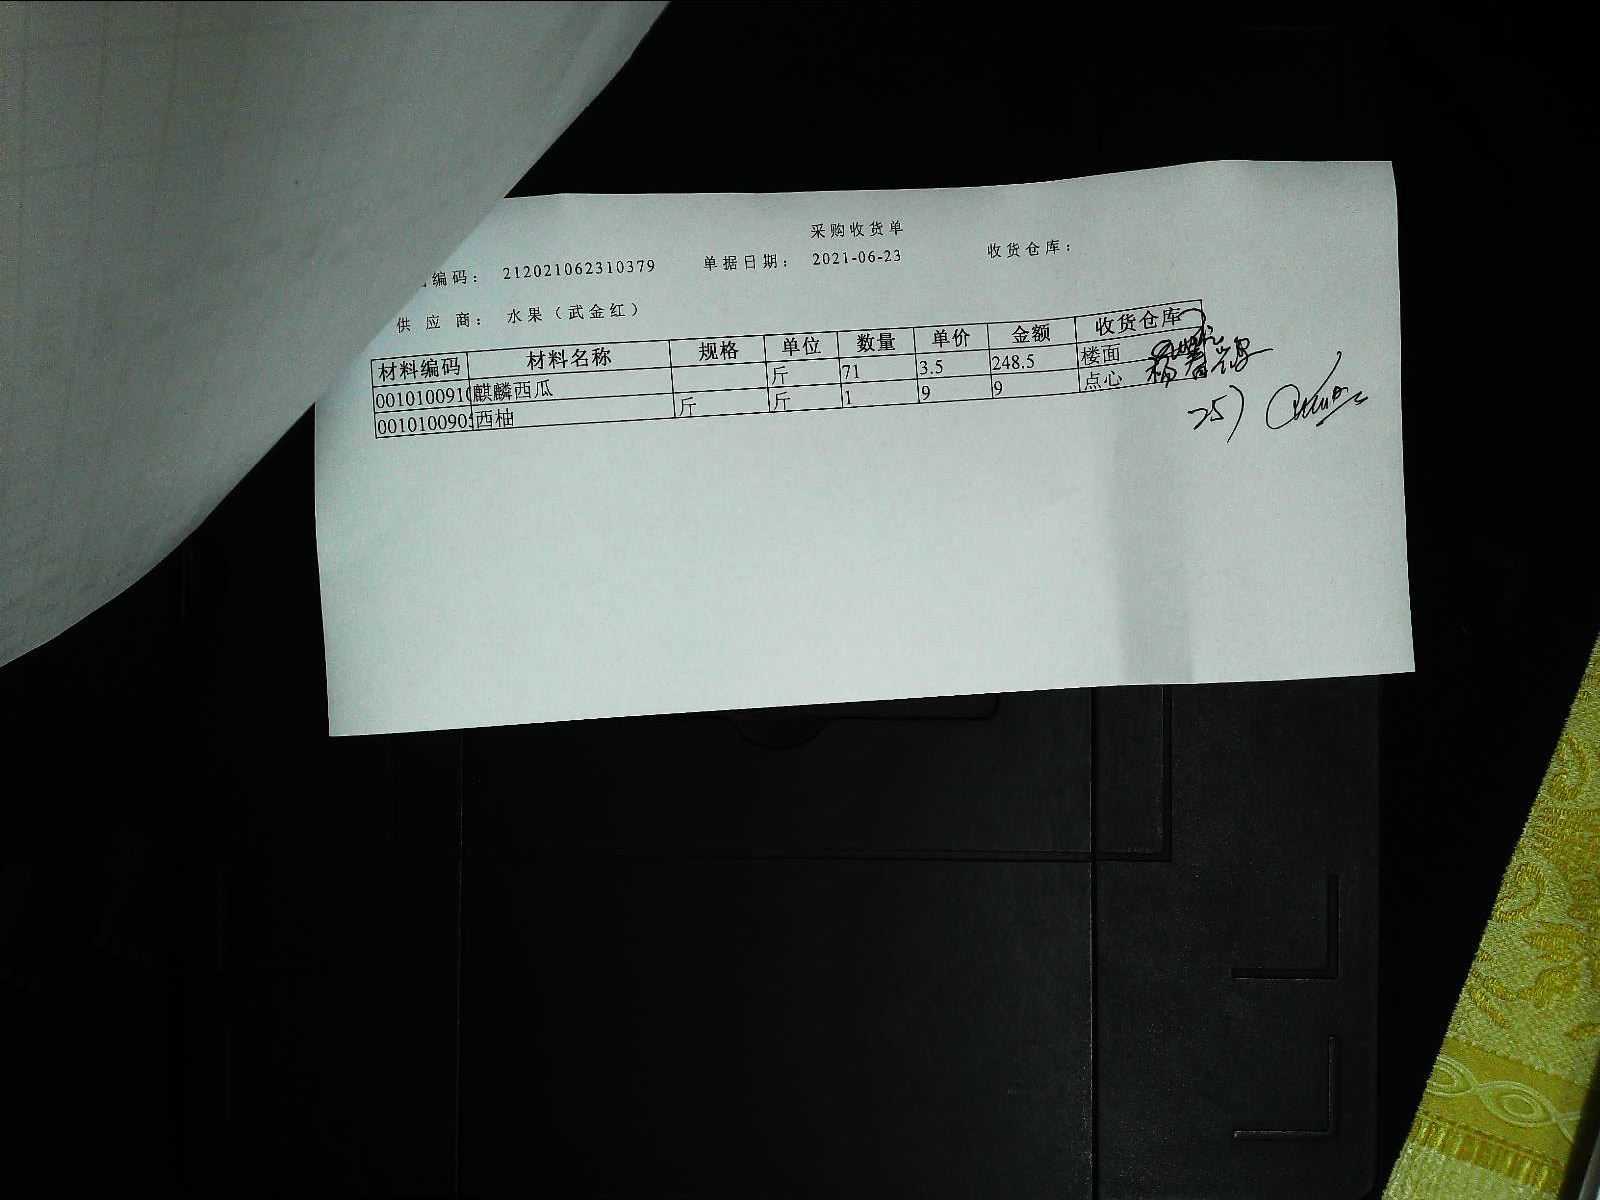 采购收货单
编码： 212021062310379 单据日期： 2021-06-23 收货仓库：
供应商： 水果（武金红）
材料编码 材料名称 规格 单位 数量 单价 金额 收货仓库
0010100910 麒麟西瓜 斤 71 3.5 248.5 楼面
001010090 西柚 斤 斤 1 9 9 点心